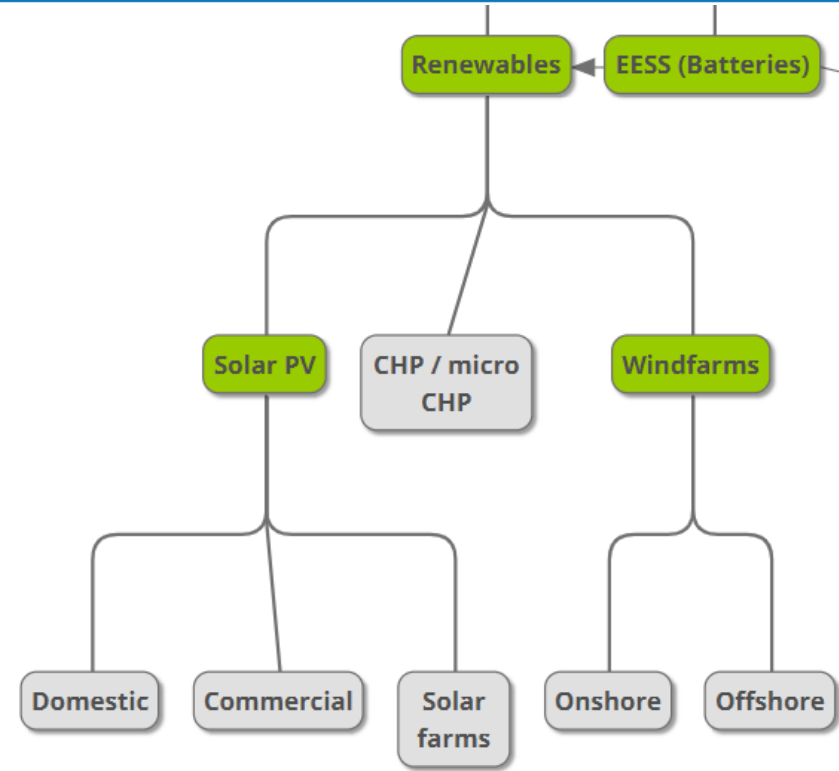 Renewables
EESS (Batteries)
Solar PV
CHP / micro
CHP
Windfarms
Domestic
Commercial
Solar
farms
Onshore
Offshore